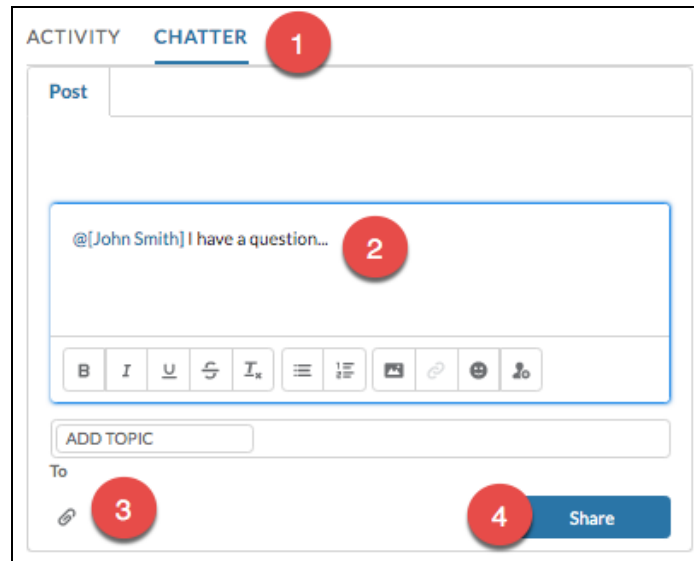 ACTIVITY CHATTER 1
Post
@[John Smith] I have a question... 2
B I U S Tx
ADD TOPIC
To
3 4 Share